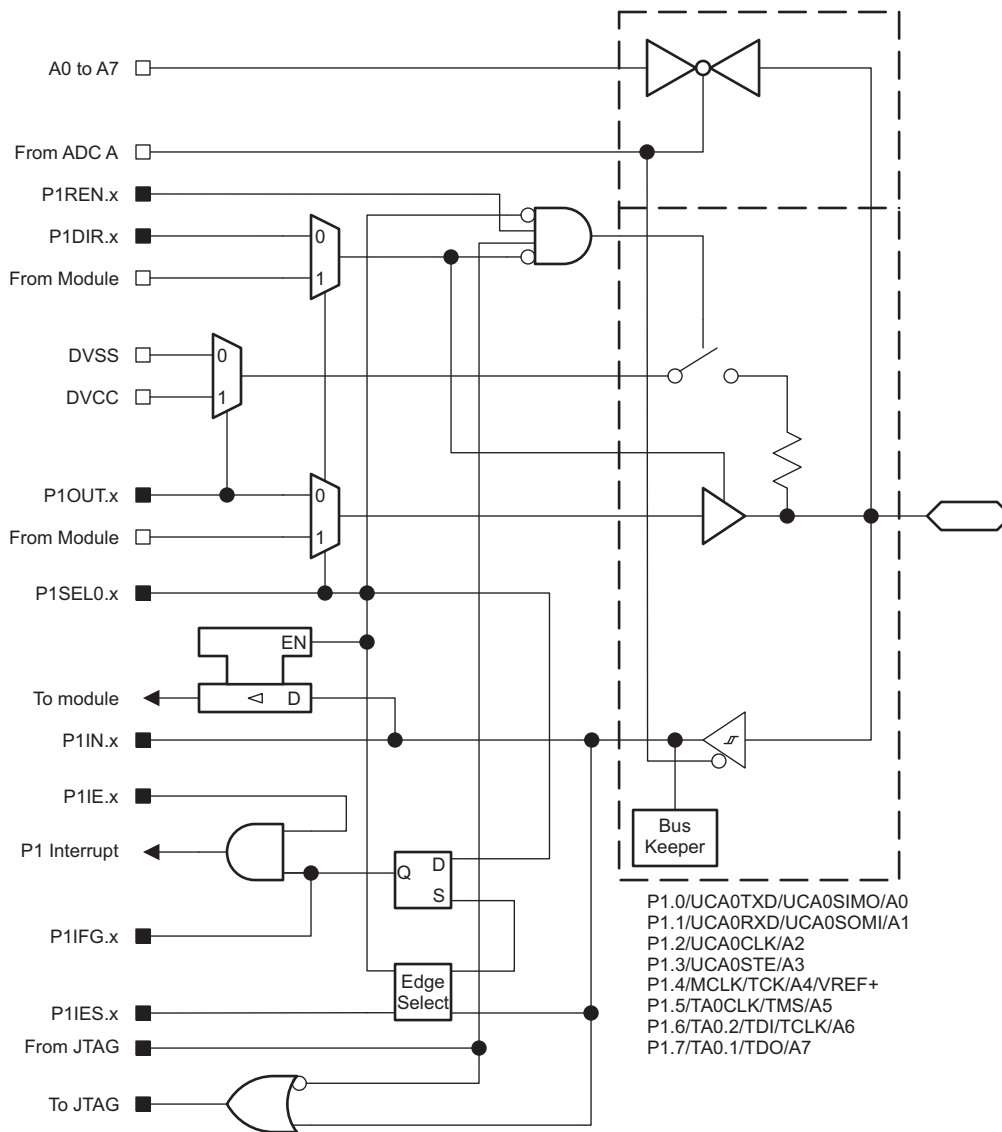 A0 to A7
From ADC A
P1REN.x
P1DIR.x
0
From Module
1
DVSS
0
DVCC
1
P1OUT.x
0
From Module
1
P1SEL0.x
EN
To module
D
P1IN.x
P1IE.x
Bus
Keeper
P1 Interrupt
Q
D
S
P1IFG.x
Edge
Select
P1IES.x
From JTAG
To JTAG
P1.0/UCA0TXD/UCA0SIMO/A0
P1.1/UCA0RXD/UCA0SOMI/A1
P1.2/UCA0CLK/A2
P1.3/UCA0STE/A3
P1.4/MCLK/TCK/A4/VREF+
P1.5/TA0CLK/TMS/A5
P1.6/TA0.2/TDI/TCLK/A6
P1.7/TA0.1/TDO/A7